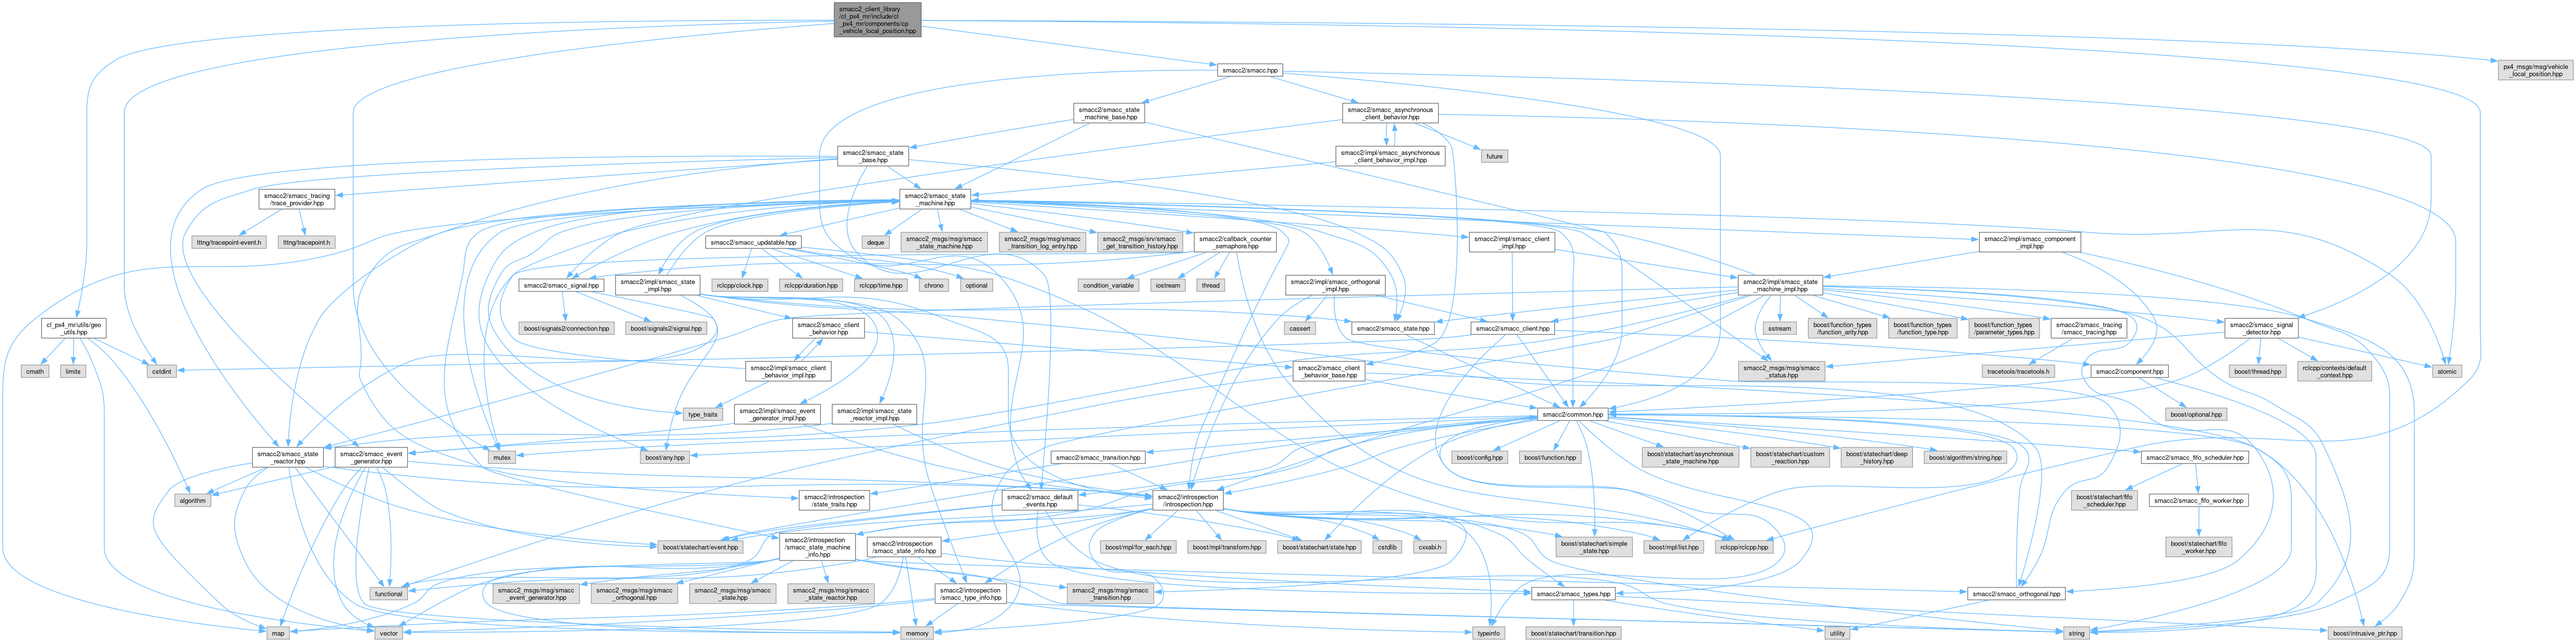 smacc2_client_library
/cl_px4_mr/include/cl
_px4_mr/components/cp
_vehicle_local_position.hpp
smacc2/smacc.hpp
px4_msgs/msg/vehicle
_local_position.hpp
smacc2/smacc_state
_machine_base.hpp
smacc2/smacc_asynchronous
_client_behavior.hpp
smacc2/smacc_state
_base.hpp
smacc2/impl/smacc_asynchronous
_client_behavior_impl.hpp
future
smacc2/smacc_tracing
/trace_provider.hpp
smacc2/smacc_state
_machine.hpp
lttng/tracepoint-event.h
lttng/tracepoint.h
smacc2/smacc_updatable.hpp
deque
smacc2_msgs/msg/smacc
_state_machine.hpp
smacc2_msgs/msg/smacc
_transition_log_entry.hpp
smacc2_msgs/srv/smacc
_get_transition_history.hpp
smacc2/callback_counter
_semaphore.hpp
smacc2/impl/smacc_client
_impl.hpp
smacc2/impl/smacc_component
_impl.hpp
smacc2/smacc_signal.hpp
smacc2/impl/smacc_state
_impl.hpp
rclcpp/clock.hpp
rclcpp/duration.hpp
rclcpp/time.hpp
chrono
optional
condition_variable
iostream
thread
smacc2/impl/smacc_orthogonal
_impl.hpp
smacc2/impl/smacc_state
_machine_impl.hpp
cl_px4_mr/utils/geo
_utils.hpp
boost/signals2/connection.hpp
boost/signals2/signal.hpp
smacc2/smacc_client
_behavior.hpp
cassert
smacc2/smacc_state.hpp
smacc2/smacc_client.hpp
sstream
boost/function_types
/function_arity.hpp
boost/function_types
/function_type.hpp
boost/function_types
/parameter_types.hpp
smacc2/smacc_tracing
/smacc_tracing.hpp
smacc2/smacc_signal
_detector.hpp
cmath
limits
cstdint
smacc2/impl/smacc_client
_behavior_impl.hpp
smacc2/smacc_client
_behavior_base.hpp
smacc2_msgs/msg/smacc
_status.hpp
tracetools/tracetools.h
smacc2/component.hpp
boost/thread.hpp
rclcpp/contexts/default
_context.hpp
atomic
type_traits
smacc2/impl/smacc_event
_generator_impl.hpp
smacc2/impl/smacc_state
_reactor_impl.hpp
smacc2/common.hpp
boost/optional.hpp
smacc2/smacc_state
_reactor.hpp
smacc2/smacc_event
_generator.hpp
mutex
boost/any.hpp
smacc2/smacc_transition.hpp
boost/config.hpp
boost/function.hpp
boost/statechart/asynchronous
_state_machine.hpp
boost/statechart/custom
_reaction.hpp
boost/statechart/deep
_history.hpp
boost/algorithm/string.hpp
smacc2/smacc_fifo_scheduler.hpp
algorithm
smacc2/introspection
/state_traits.hpp
smacc2/smacc_default
_events.hpp
smacc2/introspection
/introspection.hpp
boost/statechart/fifo
_scheduler.hpp
smacc2/smacc_fifo_worker.hpp
boost/statechart/event.hpp
smacc2/introspection
/smacc_state_machine
_info.hpp
smacc2/introspection
/smacc_state_info.hpp
boost/mpl/for_each.hpp
boost/mpl/transform.hpp
boost/statechart/state.hpp
cstdlib
cxxabi.h
boost/statechart/simple
_state.hpp
boost/mpl/list.hpp
rclcpp/rclcpp.hpp
boost/statechart/fifo
_worker.hpp
functional
smacc2_msgs/msg/smacc
_event_generator.hpp
smacc2_msgs/msg/smacc
_orthogonal.hpp
smacc2_msgs/msg/smacc
_state.hpp
smacc2_msgs/msg/smacc
_state_reactor.hpp
smacc2/introspection
/smacc_type_info.hpp
smacc2_msgs/msg/smacc
_transition.hpp
smacc2/smacc_types.hpp
smacc2/smacc_orthogonal.hpp
map
vector
memory
typeinfo
boost/statechart/transition.hpp
utility
string
boost/intrusive_ptr.hpp